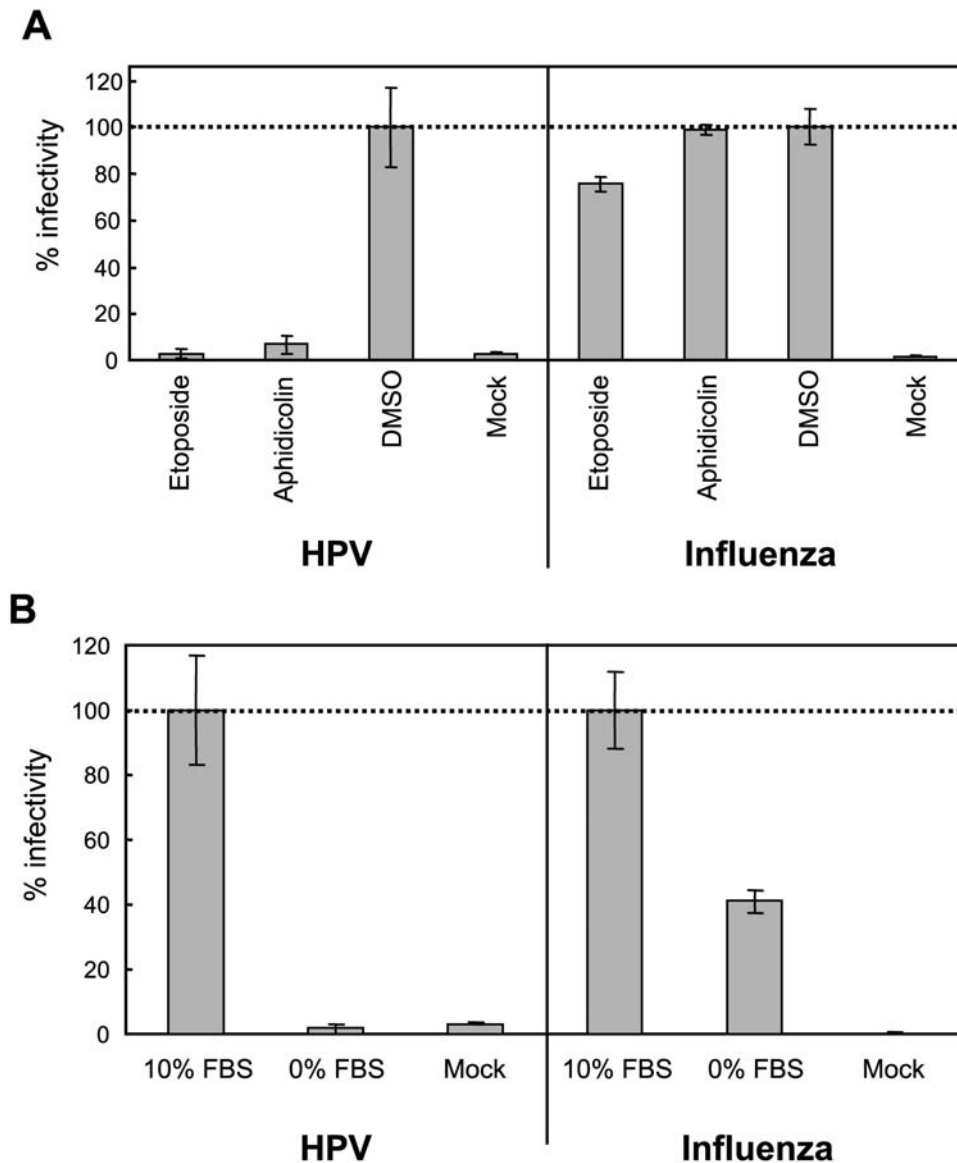 A
% infectivity
120
100
80
60
40
20
0
Etoposide
Aphidicolin
DMSO
Mock
Etoposide
Aphidicolin
DMSO
Mock
HPV
Influenza
B
% infectivity
120
100
80
60
40
20
0
10% FBS 0% FBS Mock 10% FBS 0% FBS Mock
HPV
Influenza